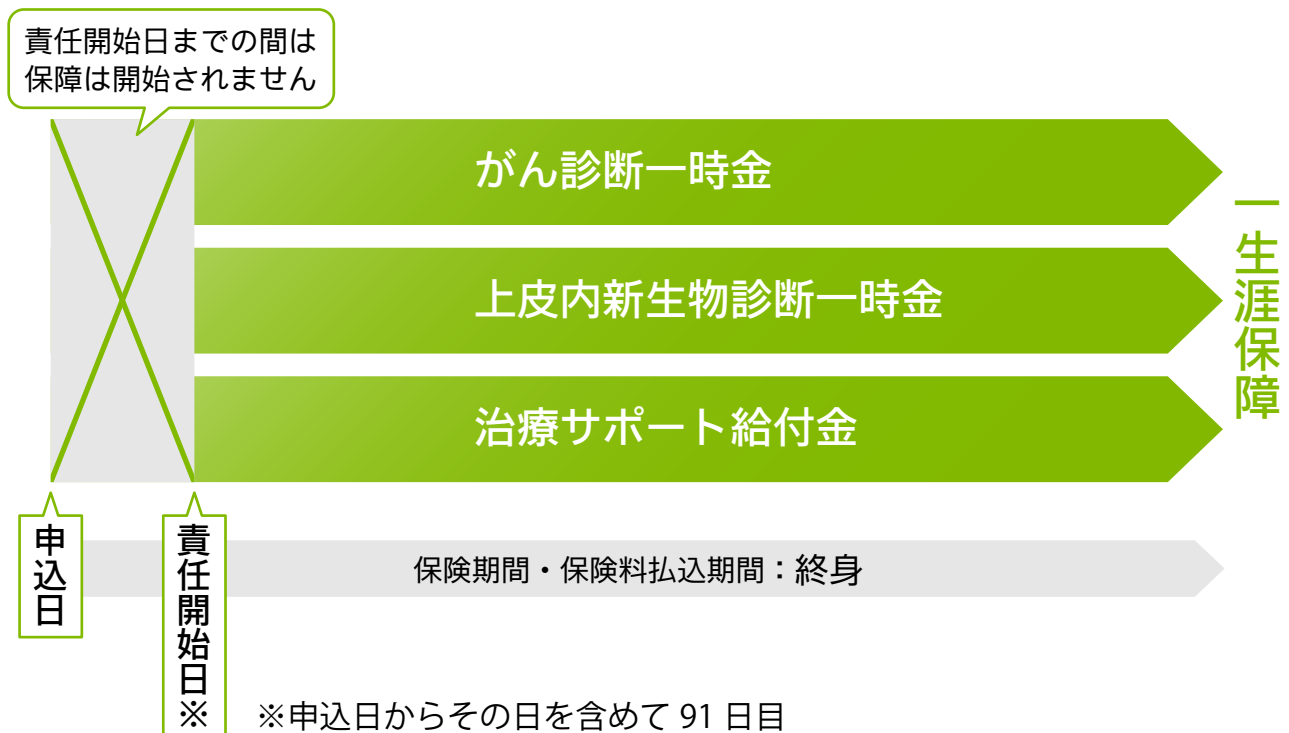 責任開始日までの間は
保障は開始されません
がん診断一時金
上皮内新生物診断一時金
治療サポート給付金
一生涯保障
申込日
責任開始日※
保険期間・保険料払込期間：終身
※申込日からその日を含めて 91 日目